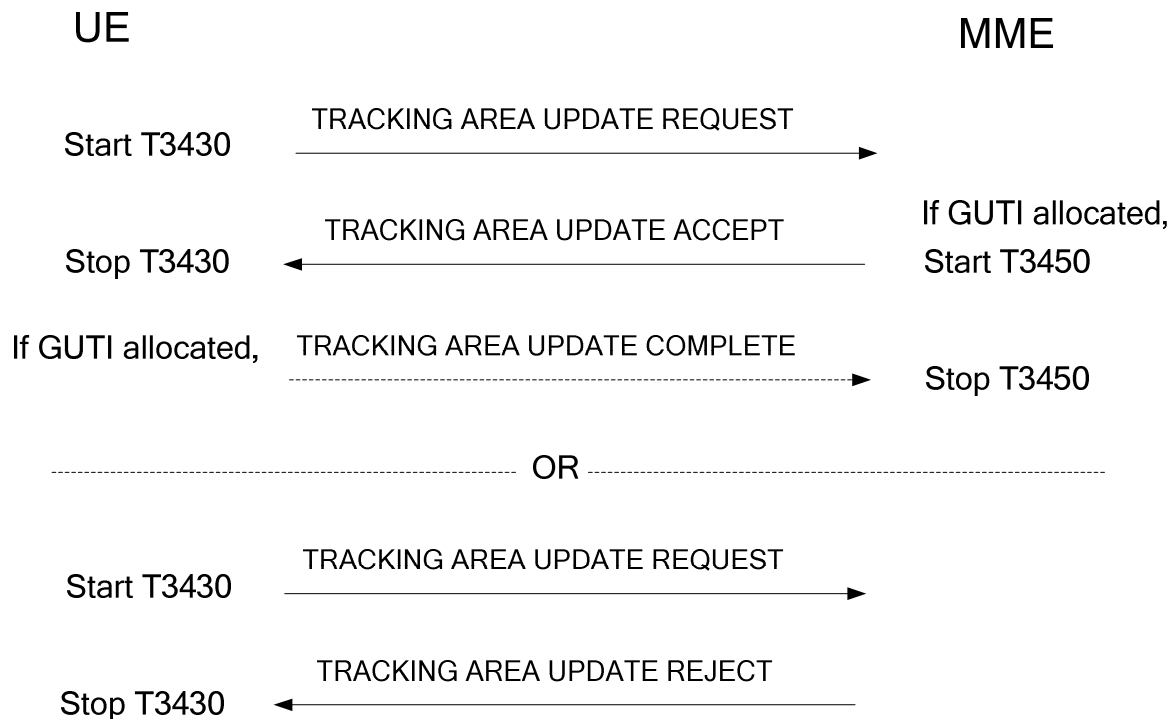 UE
MME
TRACKING AREA UPDATE REQUEST
Start T3430
If GUTI allocated,
TRACKING AREA UPDATE ACCEPT
Stop T3430
Start T3450
If GUTI allocated,
TRACKING AREA UPDATE COMPLETE
Stop T3450
OR
TRACKING AREA UPDATE REQUEST
Start T3430
TRACKING AREA UPDATE REJECT
Stop T3430